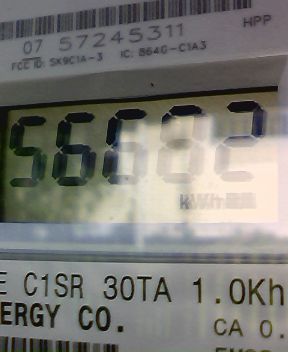 HPP
07 57245311
FCC ID: SK9C1A-3 IC: 864G-C1A3
56682
kWh
E C1SR 30TA 1.0Kh
ERGY CO.
CA 0.